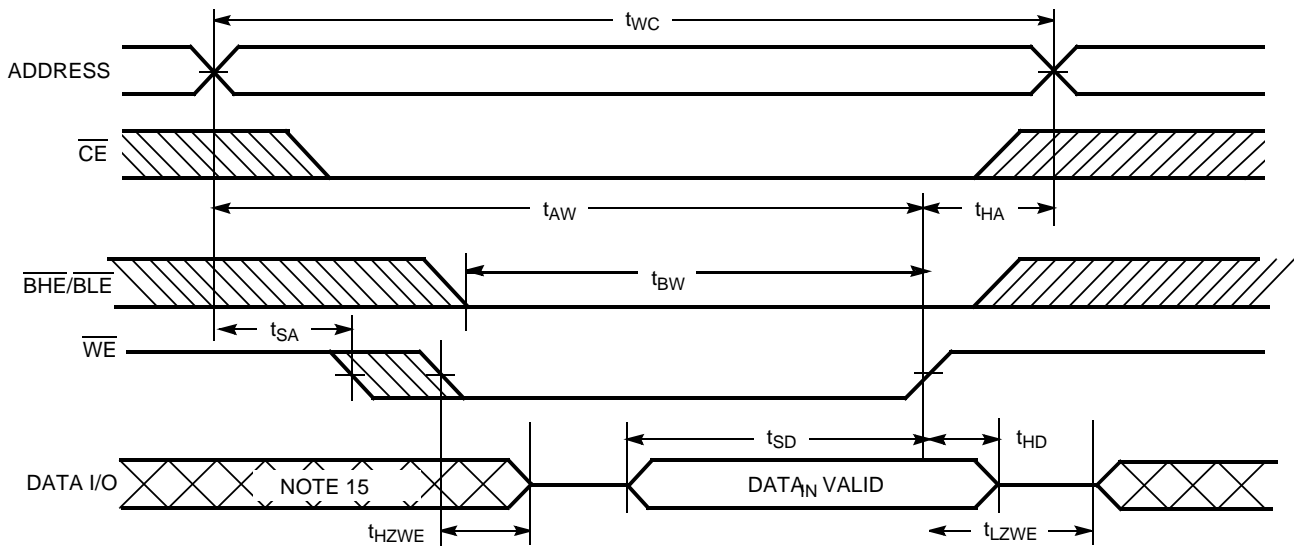 tWC
ADDRESS
CE
tAW
tHA
BHE/BLE
tBW
tSA
WE
tSD
tHD
DATA I/O
NOTE 15
DATAIN VALID
tHZWE
tLZWE